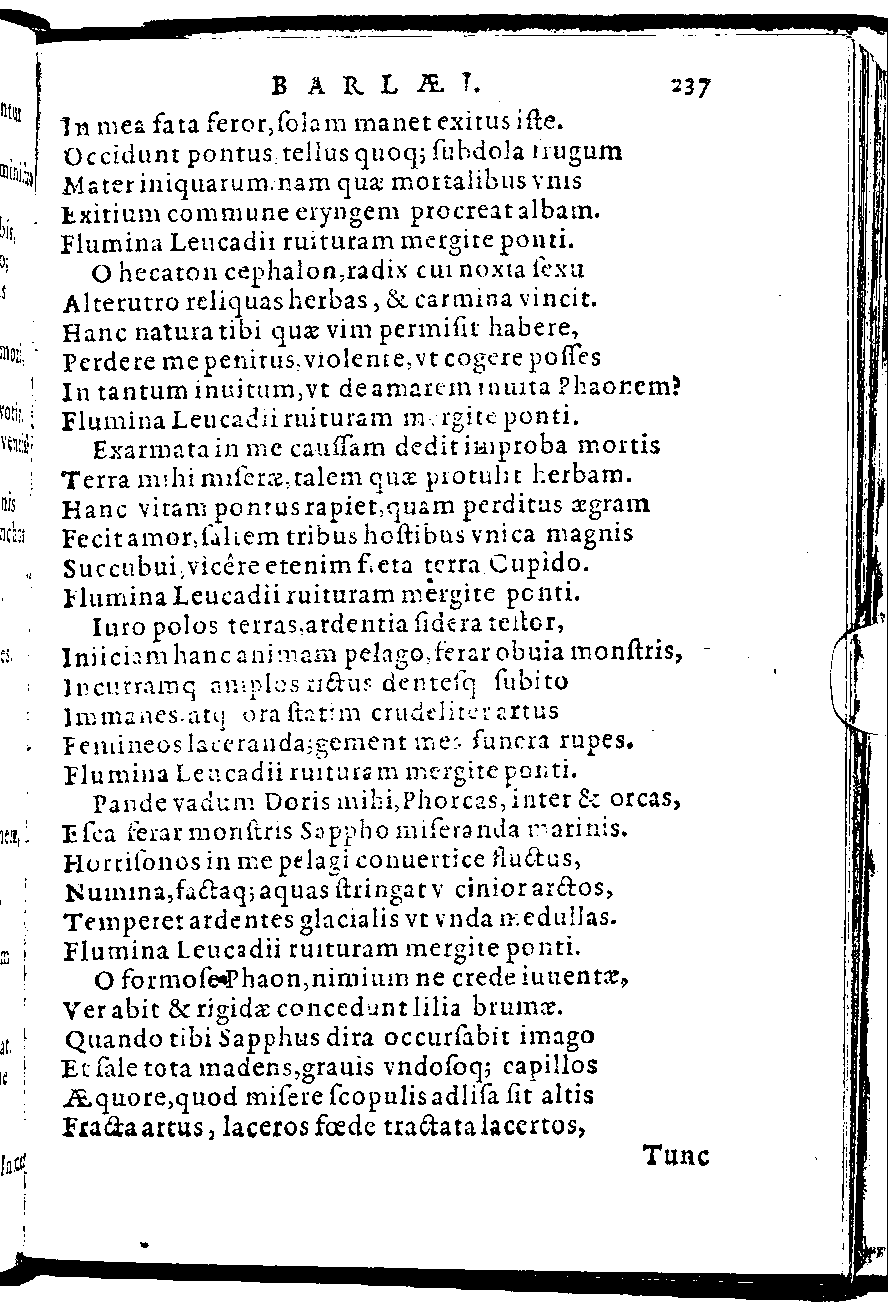 BARLÆI. 237
In mea fata feror, ſolam manet exitus iſte.
Occidunt pontus, tellus quoq; ſubdola frugum
Mater iniquarum, nam quæ mortalibus vnis
Exitium commune eryngem procreat albam.
Flumina Leucadii ruituram mergite ponti.
O hecaton cephalon, radix cui noxia ſexu
Alterutro reliquas herbas, & carmina vincit.
Hanc natura tibi quæ vim permiſit habere,
Perdere me penitus, violente, vt cogere poſſes
In tantum inuitum, vt deamarem inuita Phaonem?
Flumina Leucadii ruituram mergite ponti.
Exarmata in me cauſſam dedit improba mortis
Terra mihi miſeræ, talem quæ protulit herbam.
Hanc vitam pontus rapiet, quam perditus ægram
Fecit amor, ſaltem tribus hoſtibus vnica magnis
Succubui, vicêre etenim freta terra Cupido.
Flumina Leucadii ruituram mergite ponti.
Iuro polos terras, ardentia ſidera teſtor,
Iniiciam hanc animam pelago, ferar obuia monſtris,
Incurramq amplos rictus denteſq ſubito
Immanes, atq ora ſtatim crudeliter artus
Femineos laceranda; gement mea funera rupes.
Flumina Leucadii ruituram mergite ponti.
Pande vadum Doris mihi, Phorcas, inter & orcas,
Eſca ferar monſtris Sappho miſeranda marinis.
Horriſonos in me pelagi conuertice fluctus,
Numina, factaq; aquas ſtringat v cinior arctos,
Temperet ardentes glacialis vt vnda medullas.
Flumina Leucadii ruituram mergite ponti.
O formoſe Phaon, nimium ne crede iuuentæ,
Ver abit & rigidæ concedunt lilia brumæ.
Quando tibi Sapphus dira occurſabit imago
Et ſale tota madens, grauis vndoſoq; capillos
Æquore, quod miſere ſcopulis adliſa ſit altis
Fracta artus, laceros fœde tractata lacertos,
Tunc